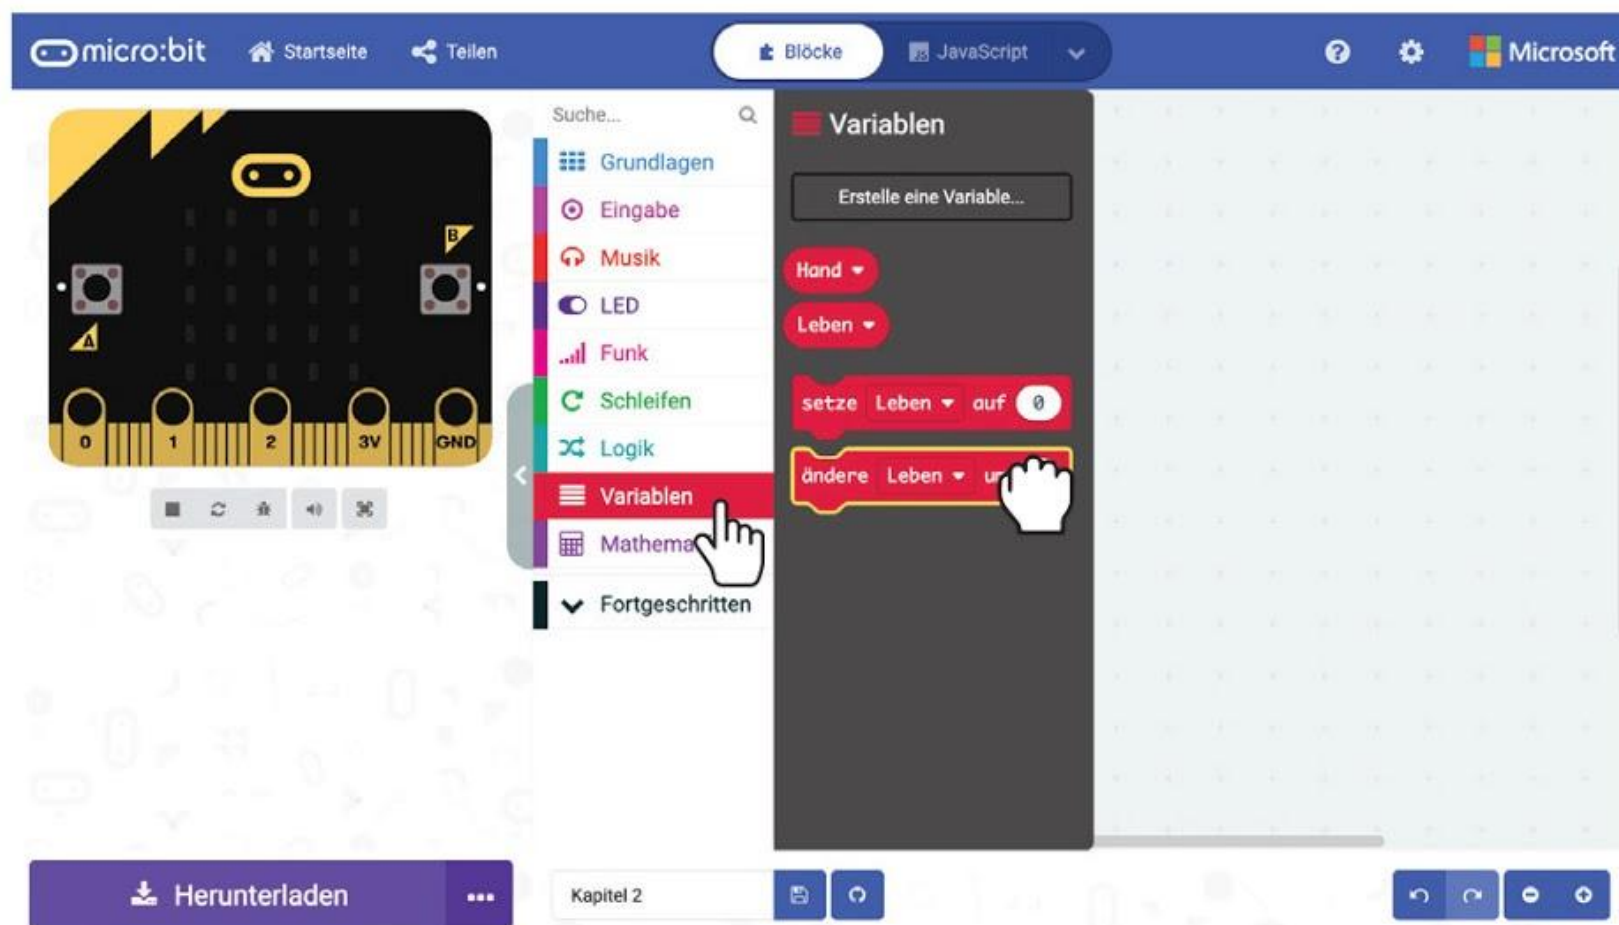 micro:bit Startseite Teilen Blöcke JavaScript Microsoft
Suche...
Grundlagen
Eingabe
Musik
LED
Funk
Schleifen
Logik
Variablen
Mathema
Fortgeschritten
Variablen
Erstelle eine Variable...
Hand
Leben
setze Leben auf 0
ändere Leben
A
B
0 1 2 3V GND
Herunterladen
Kapitel 2